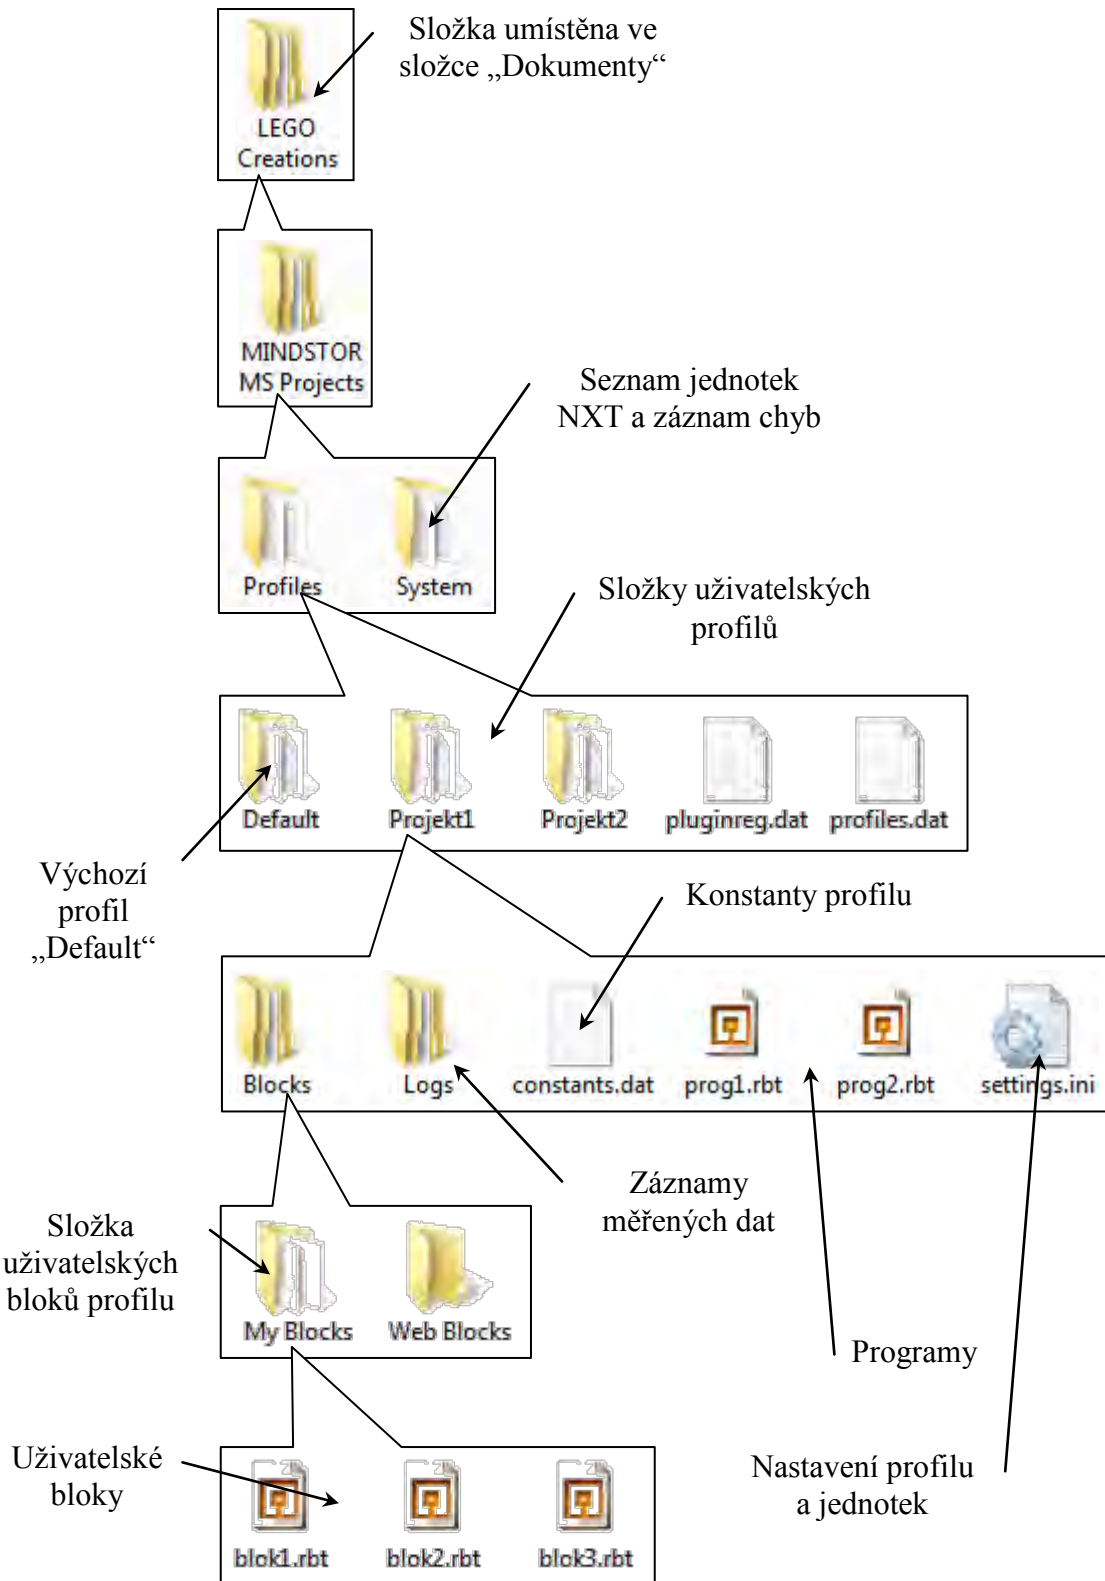 Složka umístěna ve
složce „Dokumenty“
LEGO
Creations
MINDSTOR
MS Projects
Seznam jednotek
NXT a záznam chyb
Profiles
System
Složky uživatelských
profilů
Default
Projekt1
Projekt2
pluginreg.dat
profiles.dat
Výchozí
profil
„Default“
Konstanty profilu
Blocks
Logs
constants.dat
prog1.rbt
prog2.rbt
settings.ini
Záznamy
měřených dat
Složka
uživatelských
bloků profilu
My Blocks
Web Blocks
Programy
Uživatelské
bloky
Nastavení profilu
a jednotek
blok1.rbt
blok2.rbt
blok3.rbt